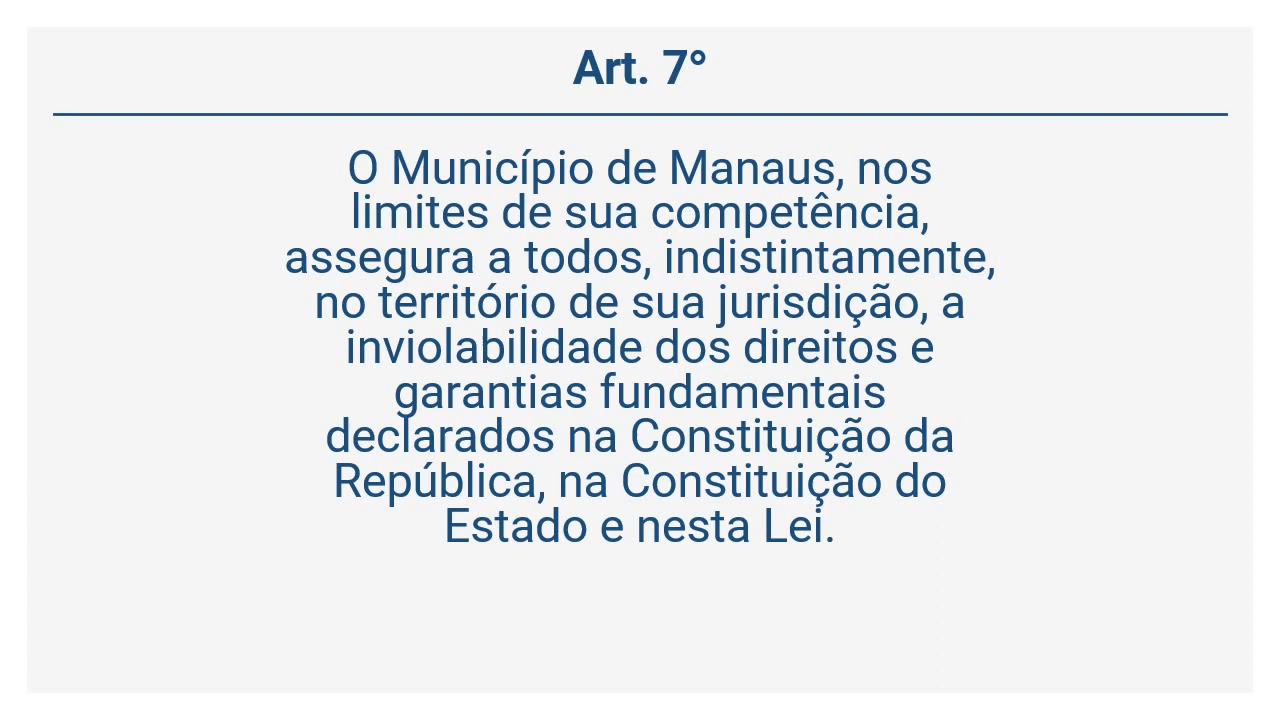 Art. 7°
O Município de Manaus, nos
limites de sua competência,
assegura a todos, indistintamente,
no território de sua jurisdição, a
inviolabilidade dos direitos e
garantias fundamentais
declarados na Constituição da
República, na Constituição do
Estado e nesta Lei.